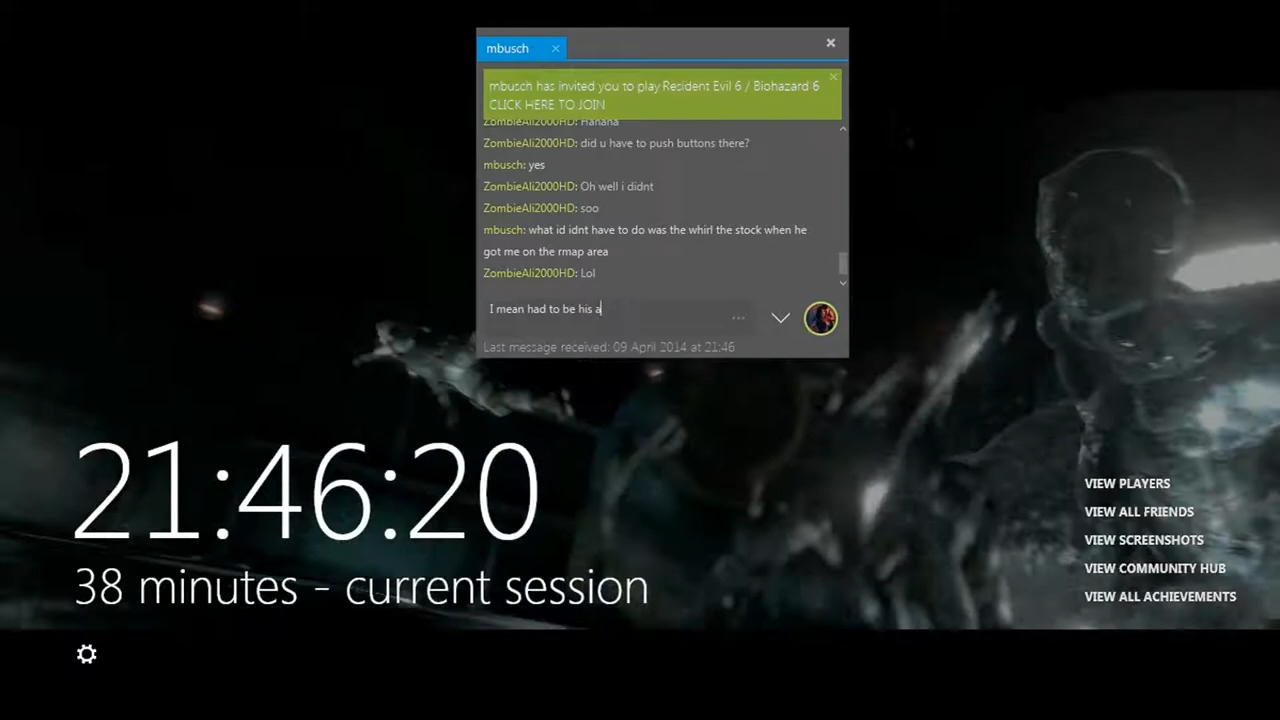 mbusch
mbusch has invited you to play Resident Evil 6 / Biohazard 6
CLICK HERE TO JOIN
ZombieAli2000HD: Hahaha
ZombieAli2000HD: did u have to push buttons there?
mbusch: yes
ZombieAli2000HD: Oh well i didnt
ZombieAli2000HD: soo
mbusch: what id idnt have to do was the whirl the stock when he
got me on the rmap area
ZombieAli2000HD: Lol
I mean had to be his a
Last message received: 09 April 2014 at 21:46
21:46:20
38 minutes - current session
VIEW PLAYERS
VIEW ALL FRIENDS
VIEW SCREENSHOTS
VIEW COMMUNITY HUB
VIEW ALL ACHIEVEMENTS